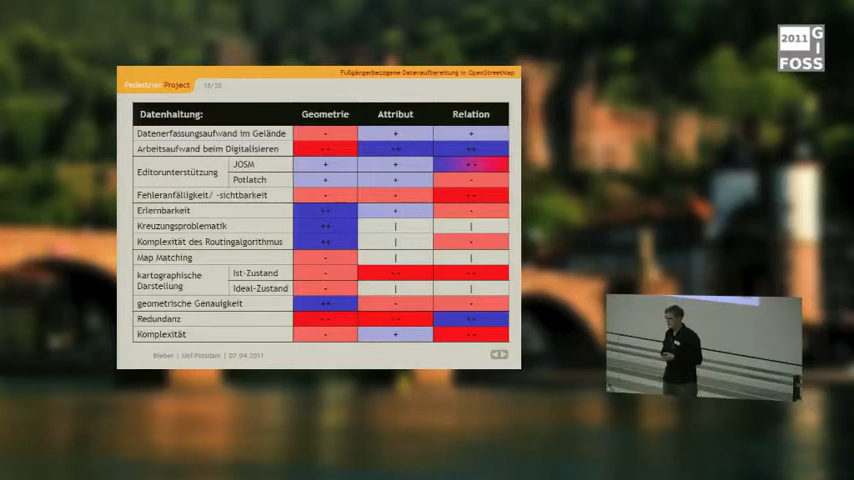 2011 G
FOSS I
Fußgängerbezogene Datenaufbereitung in OpenStreetMap
Pedestrian Project 18/20
Datenhaltung: Geometrie Attribut Relation
Datenerfassungsaufwand im Gelände - + +
Arbeitsaufwand beim Digitalisieren -- ++ ++
Editorunterstützung JOSM + + +-
Potlatch + + -
Fehleranfälligkeit/ -sichtbarkeit - - --
Erlernbarkeit ++ + -
Kreuzungsproblematik ++ | |
Komplexität des Routingalgorithmus ++ | -
Map Matching - | |
kartographische Darstellung Ist-Zustand - -- --
Ideal-Zustand - | |
geometrische Genauigkeit ++ - -
Redundanz -- -- ++
Komplexität - + --
Bieber | Uni Potsdam | 07.04.2011